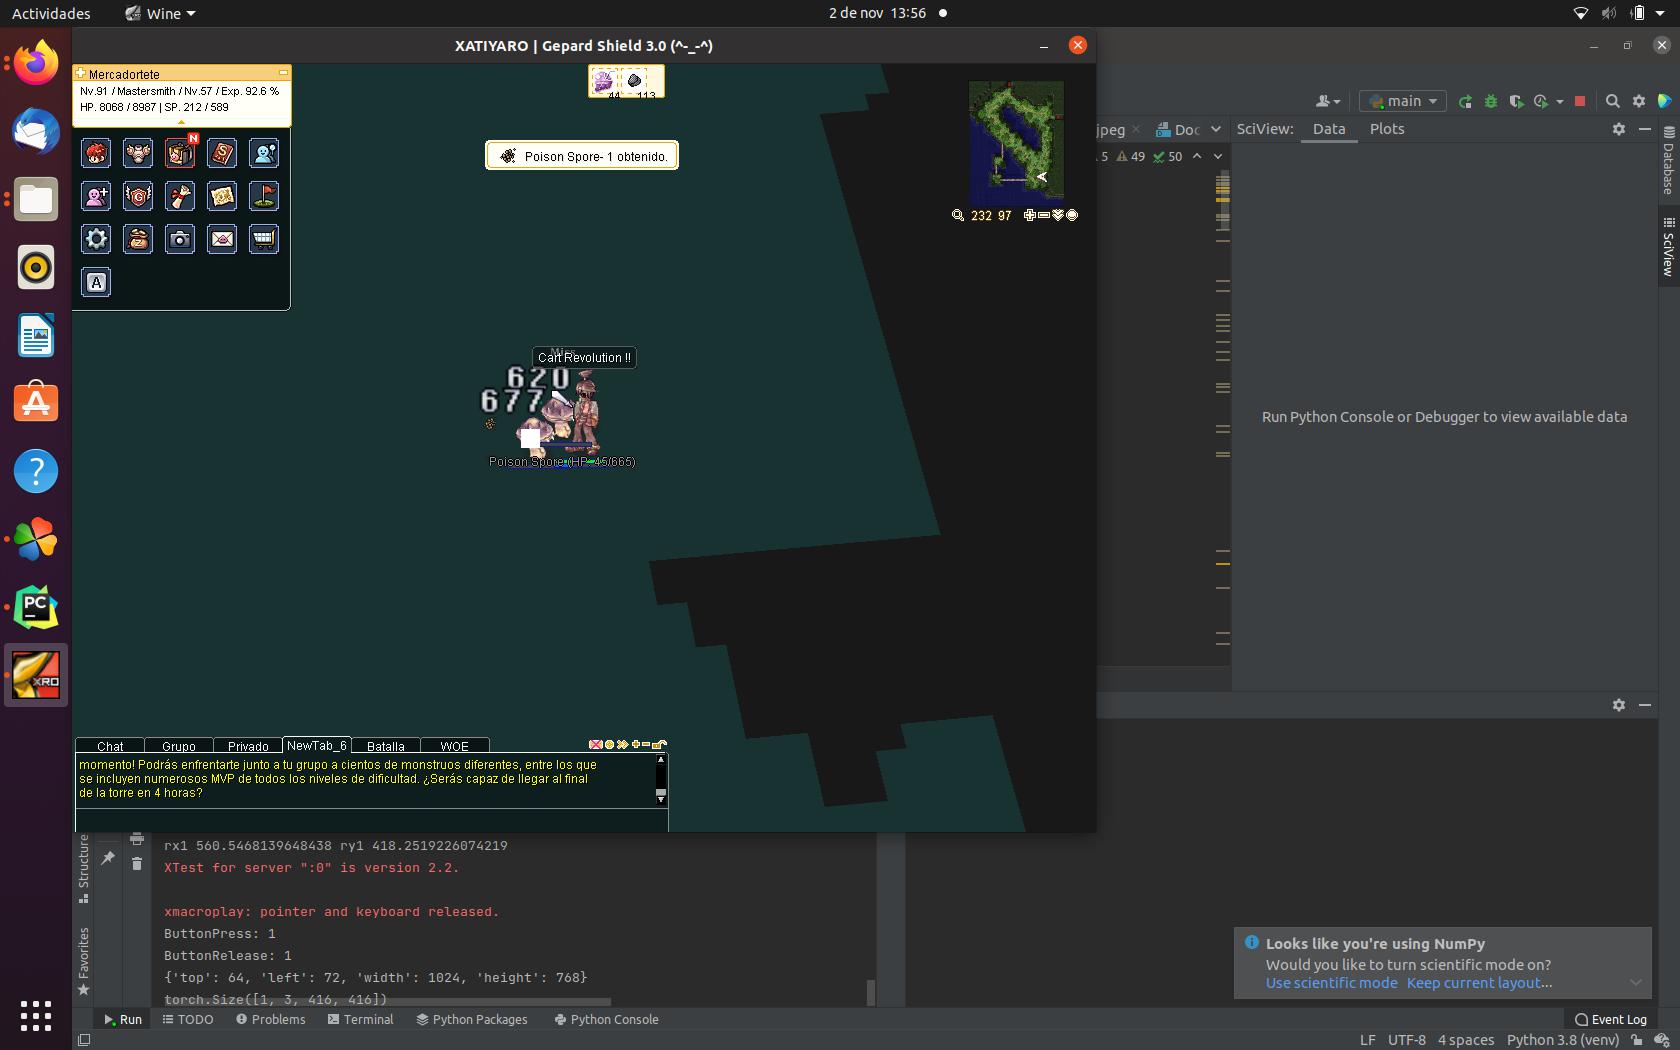 Actividades
Wine
2 de nov 13:56
XATIYARO | Gepard Shield 3.0 (^-_-^)
Mercadortete
Nv.91 / Mastersmith / Nv.57 / Exp. 92.6 %
HP. 8068 / 8987 | SP. 212 / 589
N
A
44
113
Poison Spore- 1 obtenido.
232 97
Cart Revolution !!
620
677
Poison Spore (HP: 45/665)
Chat
Grupo
Privado
NewTab_6
Batalla
WOE
momento! Podrás enfrentarte junto a tu grupo a cientos de monstruos diferentes, entre los que
se incluyen numerosos MVP de todos los niveles de dificultad. ¿Serás capaz de llegar al final
de la torre en 4 horas?
main
jpeg
Doc
SciView:
Data
Plots
5
49
50
Database
SciView
Run Python Console or Debugger to view available data
PC
XRO
Structure
Favorites
rx1 560.5468139648438 ry1 418.2519226074219
XTest for server ":0" is version 2.2.
xmacroplay: pointer and keyboard released.
ButtonPress: 1
ButtonRelease: 1
{'top': 64, 'left': 72, 'width': 1024, 'height': 768}
torch.Size([1, 3, 416, 416])
Looks like you're using NumPy
Would you like to turn scientific mode on?
Use scientific mode Keep current layout...
Run
TODO
Problems
Terminal
Python Packages
Python Console
Event Log
LF
UTF-8
4 spaces
Python 3.8 (venv)